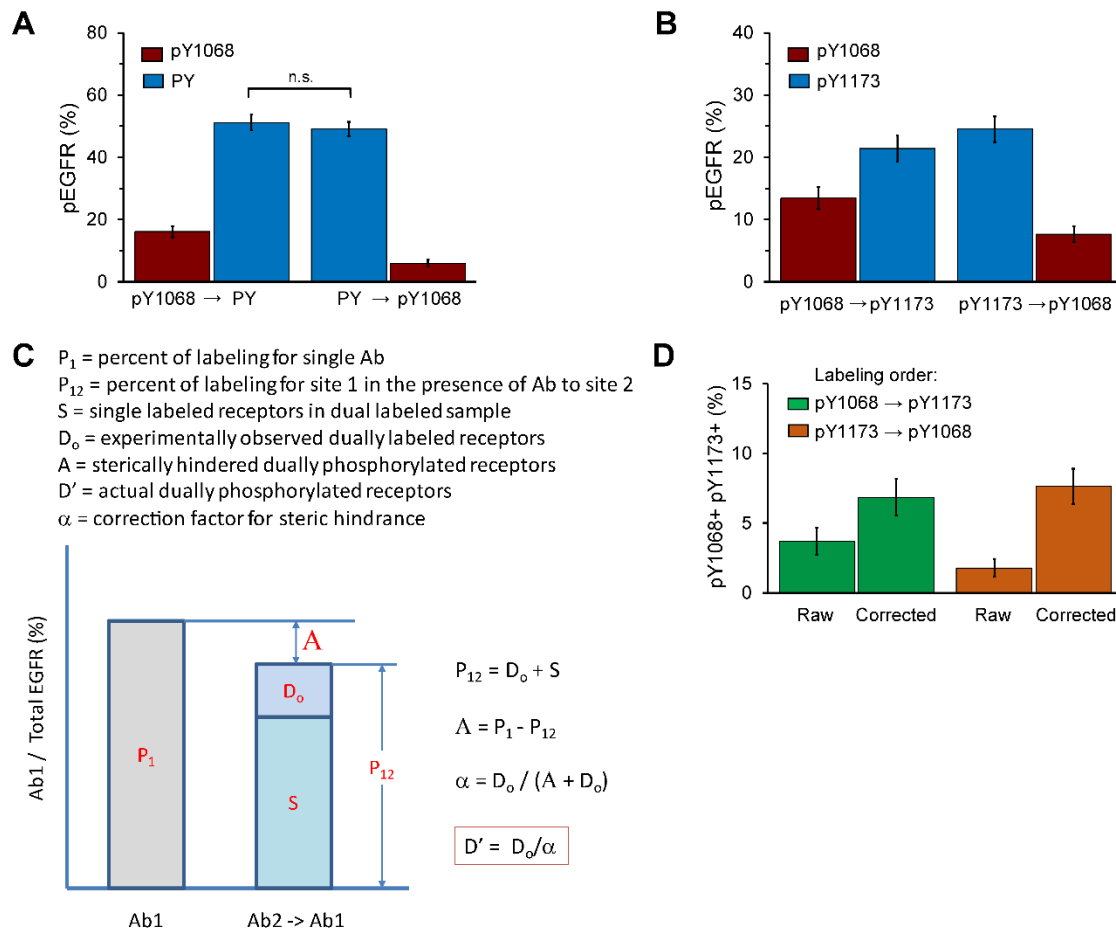 A
80
60
40
20
0
pEGFR (%)
pY1068
PY
n.s.
pY1068 → PY
PY → pY1068
B
40
30
20
10
0
pEGFR (%)
pY1068
pY1173
pY1068 → pY1173
pY1173 → pY1068
C
P₁ = percent of labeling for single Ab
P₁₂ = percent of labeling for site 1 in the presence of Ab to site 2
S = single labeled receptors in dual labeled sample
Dₒ = experimentally observed dually labeled receptors
A = sterically hindered dually phosphorylated receptors
D' = actual dually phosphorylated receptors
α = correction factor for steric hindrance
Ab1 / Total EGFR (%)
P₁
A
Dₒ
S
P₁₂
Ab1
Ab2 -> Ab1
P₁₂ = Dₒ + S
A = P₁ - P₁₂
α = Dₒ / (A + Dₒ)
D' = Dₒ/α
D
15
10
5
0
pY1068+ pY1173+ (%)
Labeling order:
pY1068 → pY1173
pY1173 → pY1068
Raw Corrected Raw Corrected